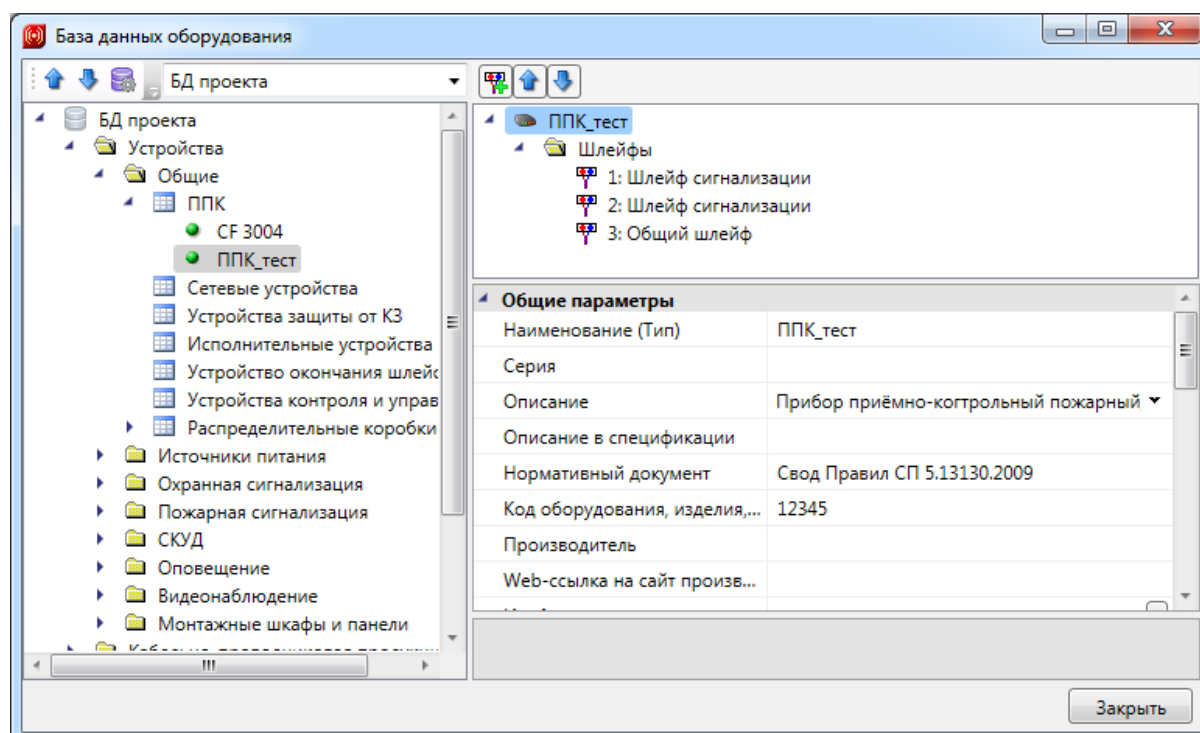 База данных оборудования
БД проекта
БД проекта
Устройства
Общие
ППК
CF 3004
ППК_тест
Сетевые устройства
Устройства защиты от КЗ
Исполнительные устройства
Устройство окончания шлейс
Устройства контроля и управ
Распределительные коробки
Источники питания
Охранная сигнализация
Пожарная сигнализация
СКУД
Оповещение
Видеонаблюдение
Монтажные шкафы и панели
ППК_тест
Шлейфы
1: Шлейф сигнализации
2: Шлейф сигнализации
3: Общий шлейф
Общие параметры
Наименование (Тип) ППК_тест
Серия
Описание Прибор приёмно-когтрольный пожарный
Описание в спецификации
Нормативный документ Свод Правил СП 5.13130.2009
Код оборудования, изделия,... 12345
Производитель
Web-ссылка на сайт произв...
Закрыть